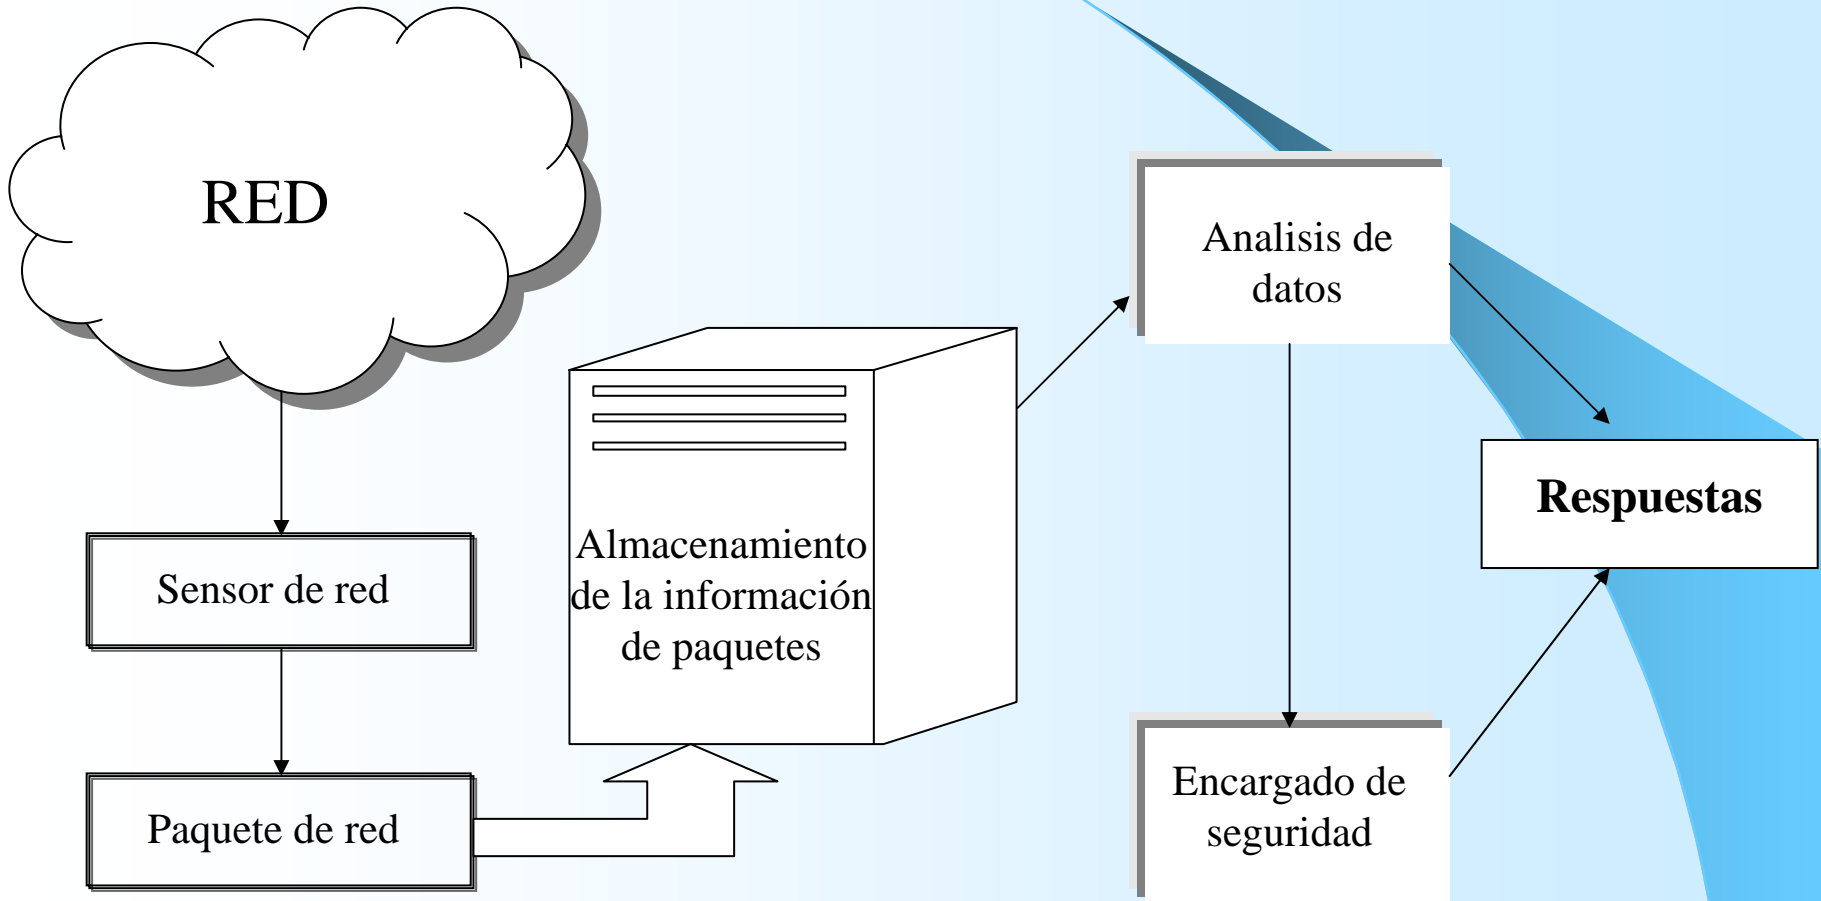 RED
Sensor de red
Paquete de red
Almacenamiento
de la información
de paquetes
Analisis de
datos
Encargado de
seguridad
Respuestas